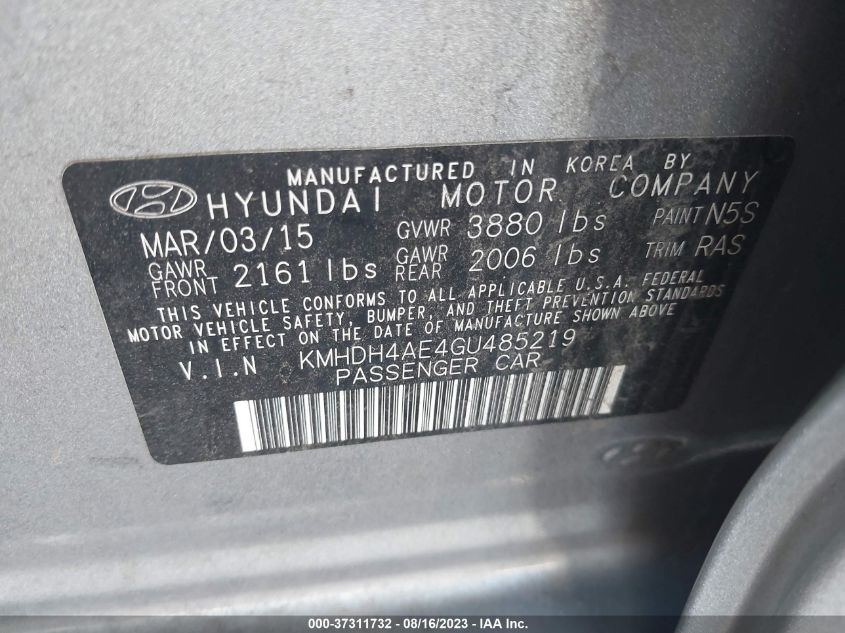 MANUFACTURED IN KOREA BY
HYUNDAI MOTOR COMPANY
MAR/03/15 GVWR 3880 lbs PAINT N5S
GAWR FRONT 2161 lbs GAWR REAR 2006 lbs TRIM RAS
THIS VEHICLE CONFORMS TO ALL APPLICABLE U.S.A. FEDERAL
MOTOR VEHICLE SAFETY, BUMPER, AND THEFT PREVENTION STANDARDS
IN EFFECT ON THE DATE OF MANUFACTURE SHOWN ABOVE
V.I.N KMHDH4AE4GU485219
PASSENGER CAR
000-37311732 - 08/16/2023 - IAA Inc.